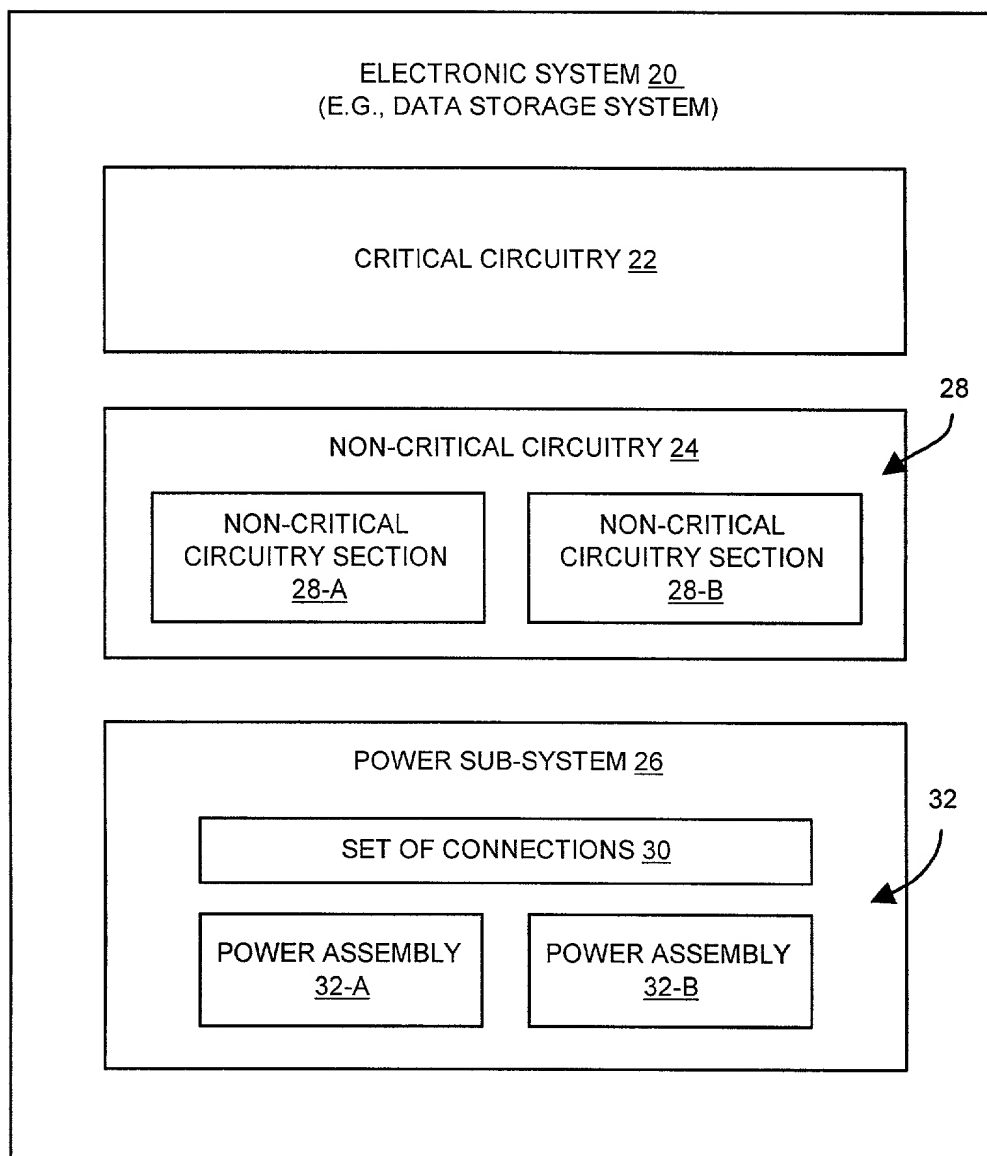 ELECTRONIC SYSTEM 20
(E.G., DATA STORAGE SYSTEM)
CRITICAL CIRCUITRY 22
28
NON-CRITICAL CIRCUITRY 24
NON-CRITICAL
CIRCUITRY SECTION
28-A
NON-CRITICAL
CIRCUITRY SECTION
28-B
POWER SUB-SYSTEM 26
32
SET OF CONNECTIONS 30
POWER ASSEMBLY
32-A
POWER ASSEMBLY
32-B